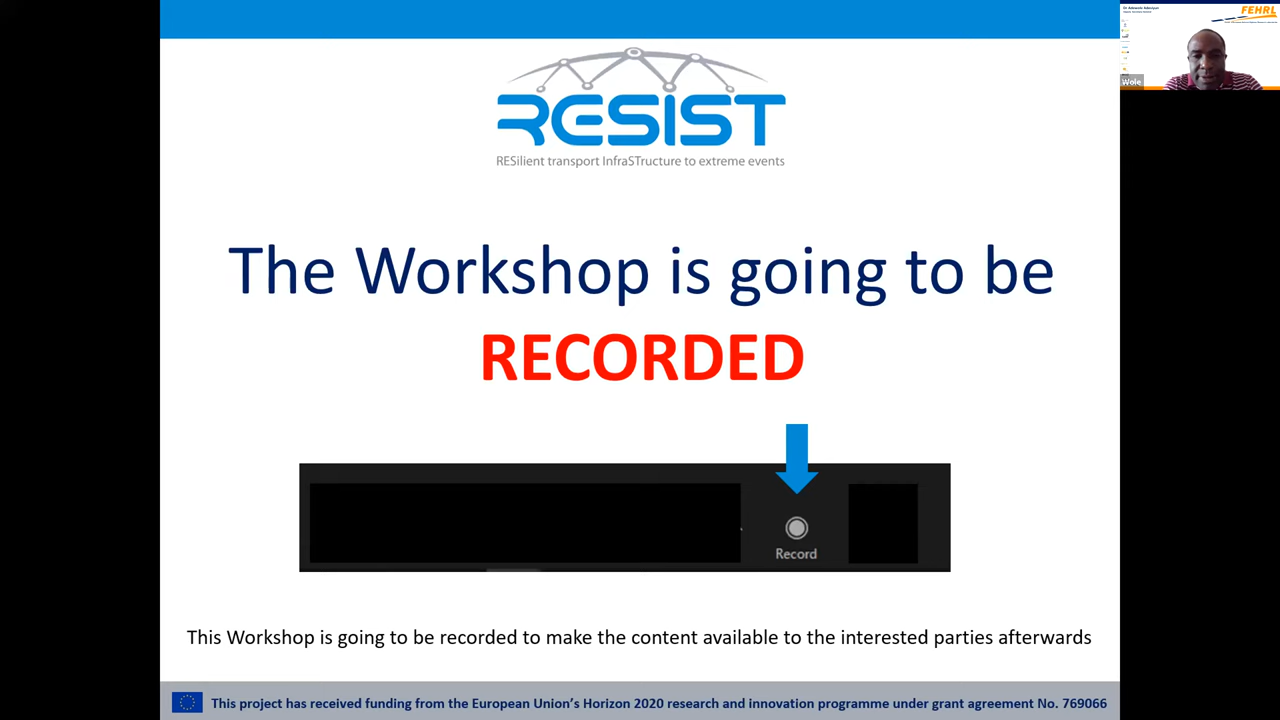 RESIST
RESilient transport InfraSTructure to extreme events
The Workshop is going to be
RECORDED
Record
This Workshop is going to be recorded to make the content available to the interested parties afterwards
This project has received funding from the European Union's Horizon 2020 research and innovation programme under grant agreement No. 769066
FEHRL
Wole